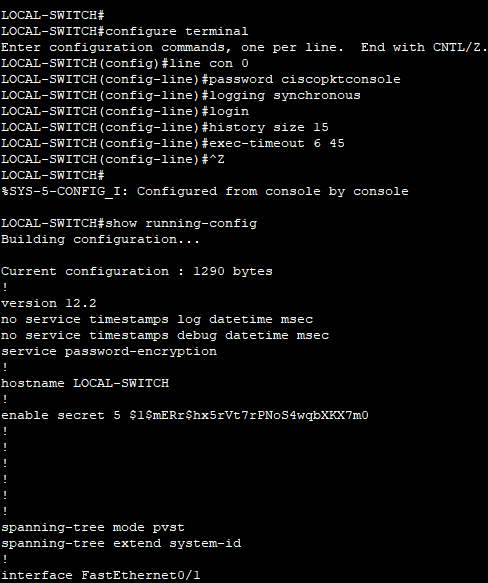 LOCAL-SWITCH#
LOCAL-SWITCH#configure terminal
Enter configuration commands, one per line.  End with CNTL/Z.
LOCAL-SWITCH(config)#line con 0
LOCAL-SWITCH(config-line)#password ciscopktconsole
LOCAL-SWITCH(config-line)#logging synchronous
LOCAL-SWITCH(config-line)#login
LOCAL-SWITCH(config-line)#history size 15
LOCAL-SWITCH(config-line)#exec-timeout 6 45
LOCAL-SWITCH(config-line)#^Z
LOCAL-SWITCH#
%SYS-5-CONFIG_I: Configured from console by console
LOCAL-SWITCH#show running-config
Building configuration...
Current configuration : 1290 bytes
!
version 12.2
no service timestamps log datetime msec
no service timestamps debug datetime msec
service password-encryption
!
hostname LOCAL-SWITCH
!
enable secret 5 $1$mERr$hx5rVt7rPNoS4wqbXKX7m0
!
!
!
!
!
!
spanning-tree mode pvst
spanning-tree extend system-id
!
interface FastEthernet0/1